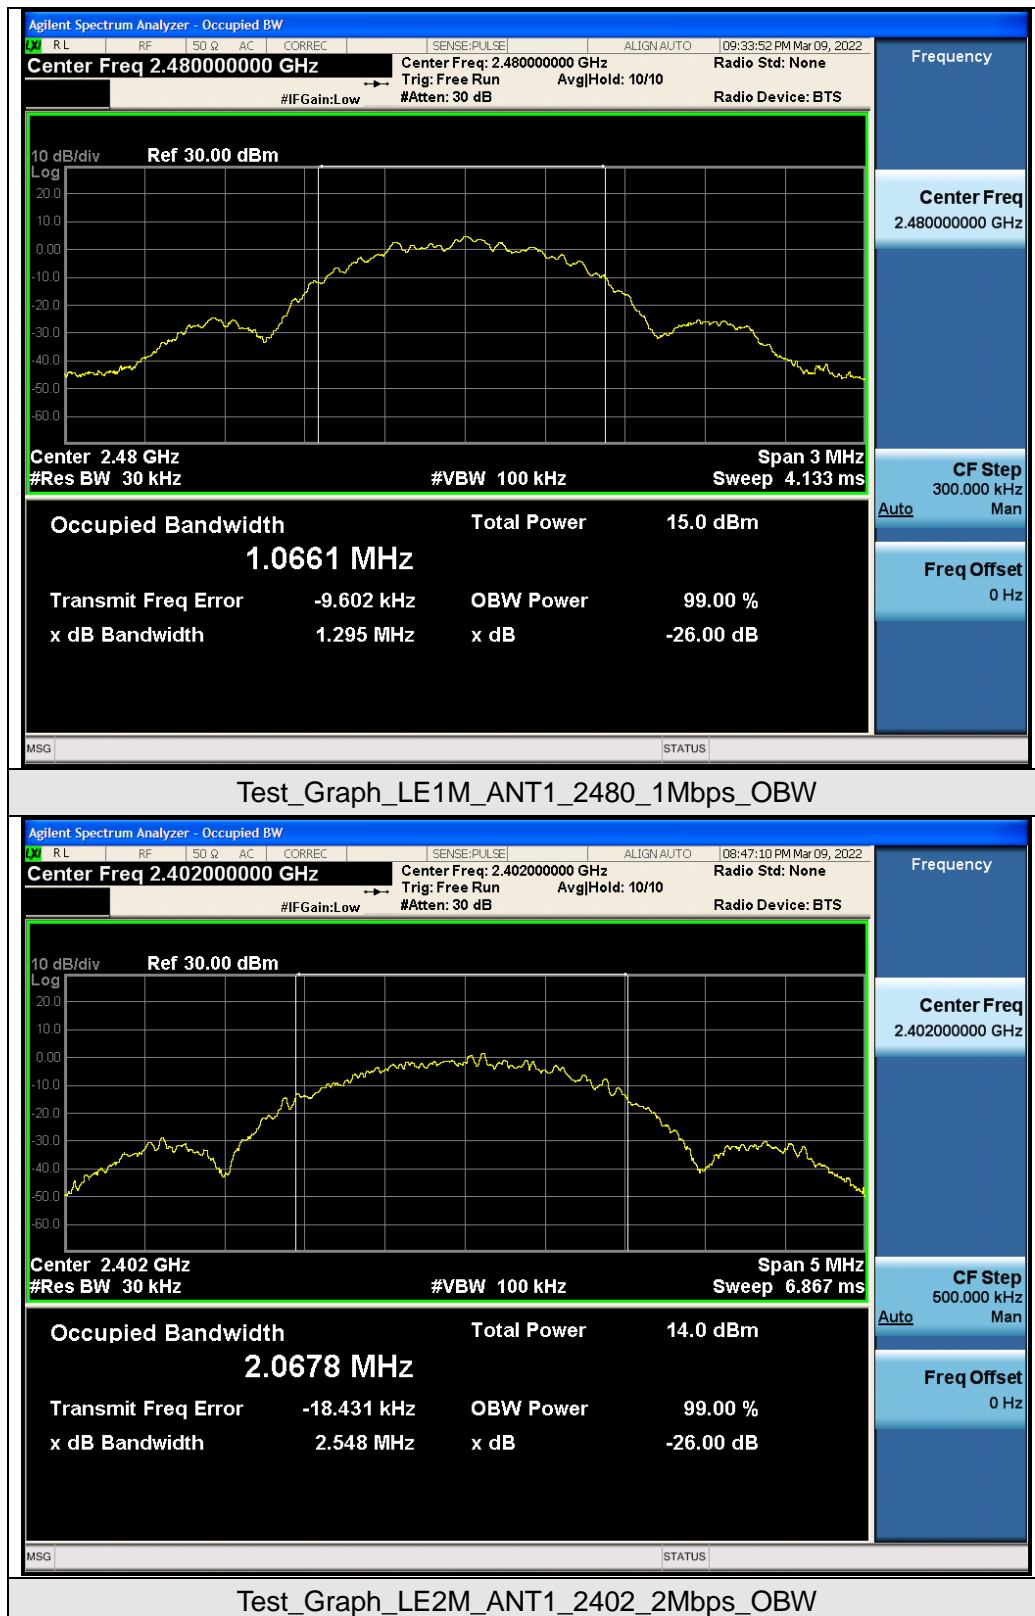 Agilent Spectrum Analyzer - Occupied BW
LXI RL RF 50 Ω AC CORREC SENSE:PULSE ALIGN AUTO 09:33:52 PM Mar 09, 2022
Center Freq 2.480000000 GHz Center Freq: 2.480000000 GHz Radio Std: None
Trig: Free Run Avg|Hold: 10/10
#IFGain:Low #Atten: 30 dB Radio Device: BTS
Frequency
10 dB/div Ref 30.00 dBm
Log
20.0
10.0
0.00
-10.0
-20.0
-30.0
-40.0
-50.0
-60.0
Center 2.48 GHz Span 3 MHz
#Res BW 30 kHz #VBW 100 kHz Sweep 4.133 ms
Center Freq
2.480000000 GHz
CF Step
300.000 kHz
Auto Man
Freq Offset
0 Hz
Occupied Bandwidth Total Power 15.0 dBm
1.0661 MHz
Transmit Freq Error -9.602 kHz OBW Power 99.00 %
x dB Bandwidth 1.295 MHz x dB -26.00 dB
MSG STATUS
Test_Graph_LE1M_ANT1_2480_1Mbps_OBW
Agilent Spectrum Analyzer - Occupied BW
LXI RL RF 50 Ω AC CORREC SENSE:PULSE ALIGN AUTO 08:47:10 PM Mar 09, 2022
Center Freq 2.402000000 GHz Center Freq: 2.402000000 GHz Radio Std: None
Trig: Free Run Avg|Hold: 10/10
#IFGain:Low #Atten: 30 dB Radio Device: BTS
Frequency
10 dB/div Ref 30.00 dBm
Log
20.0
10.0
0.00
-10.0
-20.0
-30.0
-40.0
-50.0
-60.0
Center 2.402 GHz Span 5 MHz
#Res BW 30 kHz #VBW 100 kHz Sweep 6.867 ms
Center Freq
2.402000000 GHz
CF Step
500.000 kHz
Auto Man
Freq Offset
0 Hz
Occupied Bandwidth Total Power 14.0 dBm
2.0678 MHz
Transmit Freq Error -18.431 kHz OBW Power 99.00 %
x dB Bandwidth 2.548 MHz x dB -26.00 dB
MSG STATUS
Test_Graph_LE2M_ANT1_2402_2Mbps_OBW